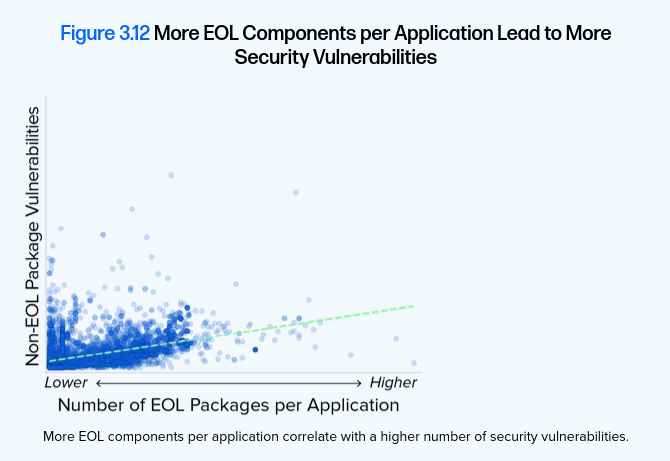 Figure 3.12 More EOL Components per Application Lead to More
Security Vulnerabilities
Non-EOL Package Vulnerabilities
Lower
Higher
Number of EOL Packages per Application
More EOL components per application correlate with a higher number of security vulnerabilities.